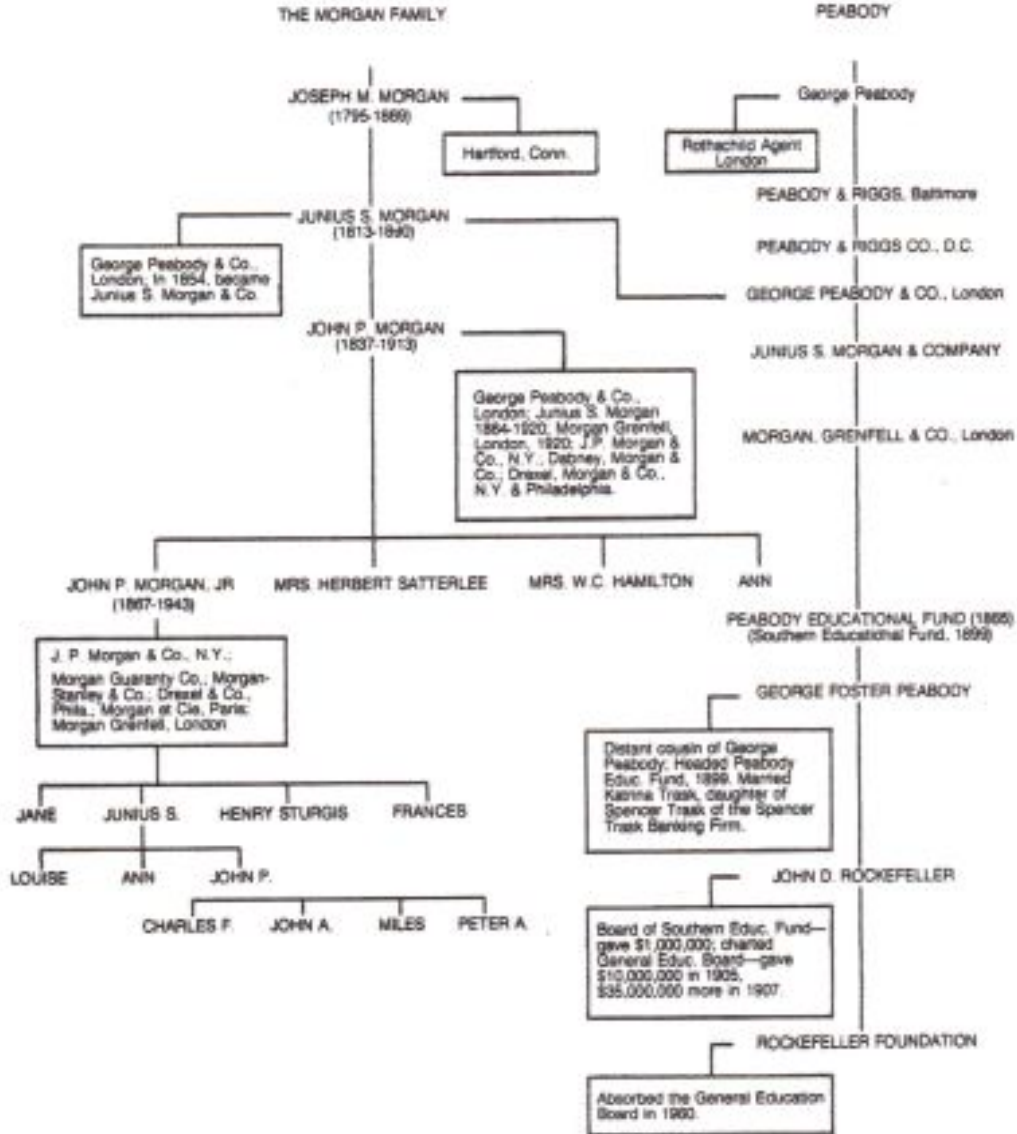 THE MORGAN FAMILY
PEABODY
JOSEPH M. MORGAN
(1795-1869)
Hartford, Conn.
George Peabody
Rothschild Agent
London
PEABODY & RIGGS, Baltimore
JUNIUS S. MORGAN
(1813-1890)
PEABODY & RIGGS CO., D.C.
George Peabody & Co.,
London; In 1854, became
Junius S. Morgan & Co.
GEORGE PEABODY & CO., London
JOHN P. MORGAN
(1837-1913)
JUNIUS S. MORGAN & COMPANY
George Peabody & Co.,
London; Junius S. Morgan
1864-1920; Morgan Grenfell,
London, 1920; J.P. Morgan &
Co., N.Y., Dabney, Morgan &
Co.; Drexel, Morgan & Co.,
N.Y. & Philadelphia.
MORGAN, GRENFELL & CO., London
JOHN P. MORGAN, JR
(1867-1943)
MRS. HERBERT SATTERLEE
MRS. W.C. HAMILTON
ANN
J. P. Morgan & Co., N.Y.;
Morgan Guaranty Co., Morgan-
Stanley & Co.; Drexel & Co.,
Phila.; Morgan et Cie, Paris;
Morgan Grenfell, London
JANE
JUNIUS S.
HENRY STURGIS
FRANCES
LOUISE
ANN
JOHN P.
CHARLES F.
JOHN A.
MILES
PETER A.
PEABODY EDUCATIONAL FUND
(Southern Educational Fund, 1899)
GEORGE FOSTER PEABODY
Distant cousin of George
Peabody; Headed Peabody
Educ. Fund, 1899. Married
Katrina Trask, daughter of
Spencer Trask of the Spencer
Trask Banking Firm.
JOHN D. ROCKEFELLER
Board of Southern Educ. Fund—
gave $1,000,000; charted
General Educ. Board—gave
$10,000,000 in 1905,
$35,000,000 more in 1907.
ROCKEFELLER FOUNDATION
Absorbed the General Education
Board in 1960.